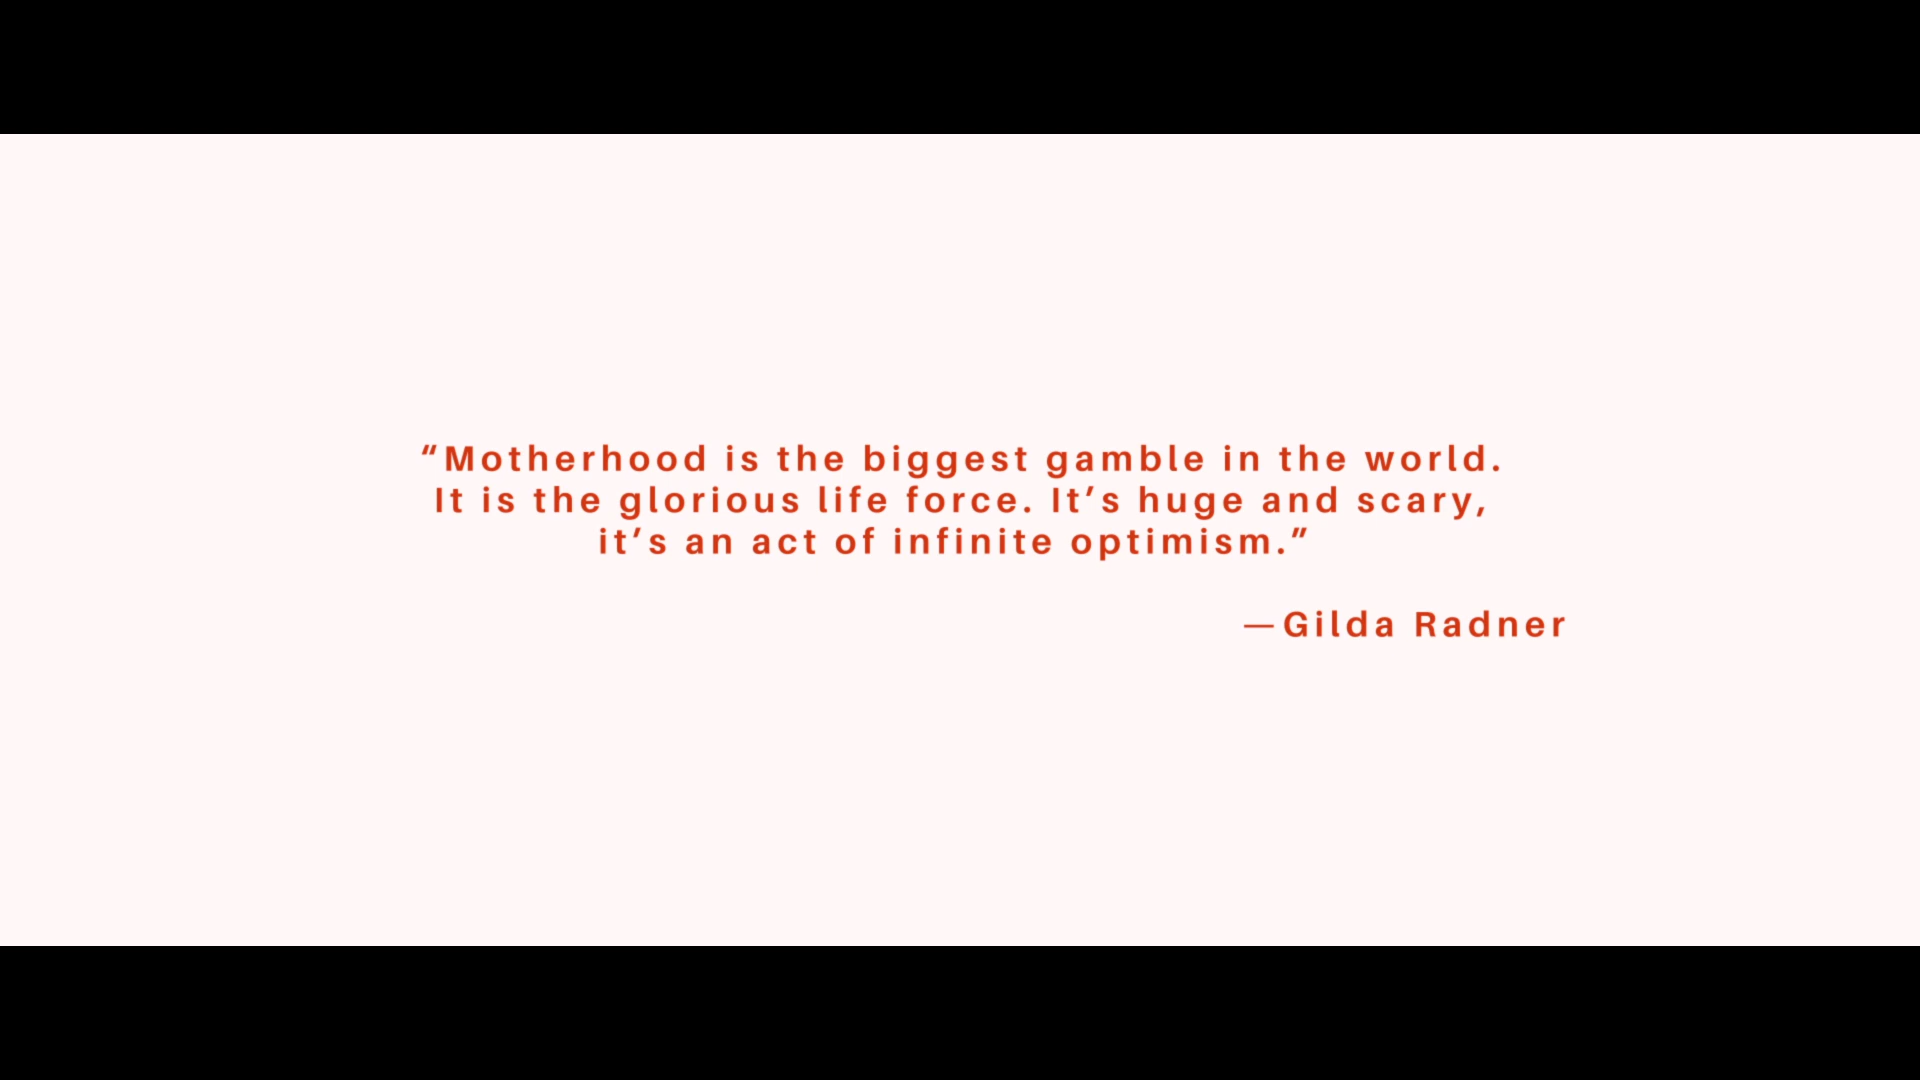 “Motherhood is the biggest gamble in the world.
It is the glorious life force. It’s huge and scary,
it’s an act of infinite optimism.”
—Gilda Radner